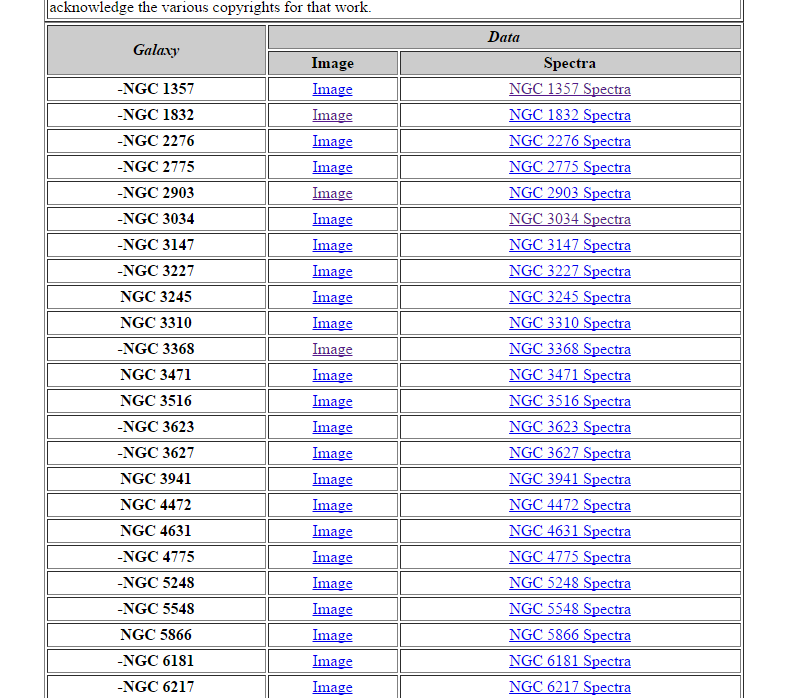 acknowledge the various copyrights for that work.
Galaxy Data
Image Spectra
-NGC 1357 Image NGC 1357 Spectra
-NGC 1832 Image NGC 1832 Spectra
-NGC 2276 Image NGC 2276 Spectra
-NGC 2775 Image NGC 2775 Spectra
-NGC 2903 Image NGC 2903 Spectra
-NGC 3034 Image NGC 3034 Spectra
-NGC 3147 Image NGC 3147 Spectra
-NGC 3227 Image NGC 3227 Spectra
NGC 3245 Image NGC 3245 Spectra
NGC 3310 Image NGC 3310 Spectra
-NGC 3368 Image NGC 3368 Spectra
NGC 3471 Image NGC 3471 Spectra
NGC 3516 Image NGC 3516 Spectra
-NGC 3623 Image NGC 3623 Spectra
-NGC 3627 Image NGC 3627 Spectra
NGC 3941 Image NGC 3941 Spectra
NGC 4472 Image NGC 4472 Spectra
NGC 4631 Image NGC 4631 Spectra
-NGC 4775 Image NGC 4775 Spectra
-NGC 5248 Image NGC 5248 Spectra
-NGC 5548 Image NGC 5548 Spectra
NGC 5866 Image NGC 5866 Spectra
-NGC 6181 Image NGC 6181 Spectra
-NGC 6217 Image NGC 6217 Spectra